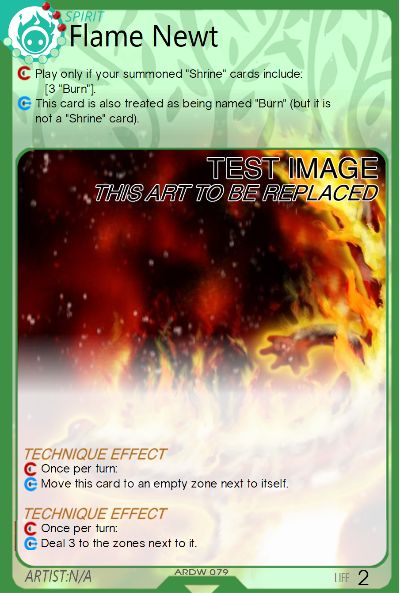 SPIRIT
Flame Newt
C Play only if your summoned "Shrine" cards include:
[3 "Burn"].
This card is also treated as being named "Burn" (but it is
not a "Shrine" card).
TEST IMAGE
THIS ART TO BE REPLACED
TECHNIQUE EFFECT
C Once per turn:
Move this card to an empty zone next to itself.
TECHNIQUE EFFECT
C Once per turn:
Deal 3 to the zones next to it.
ARTIST:N/A
ARDW 079
LIFE 2